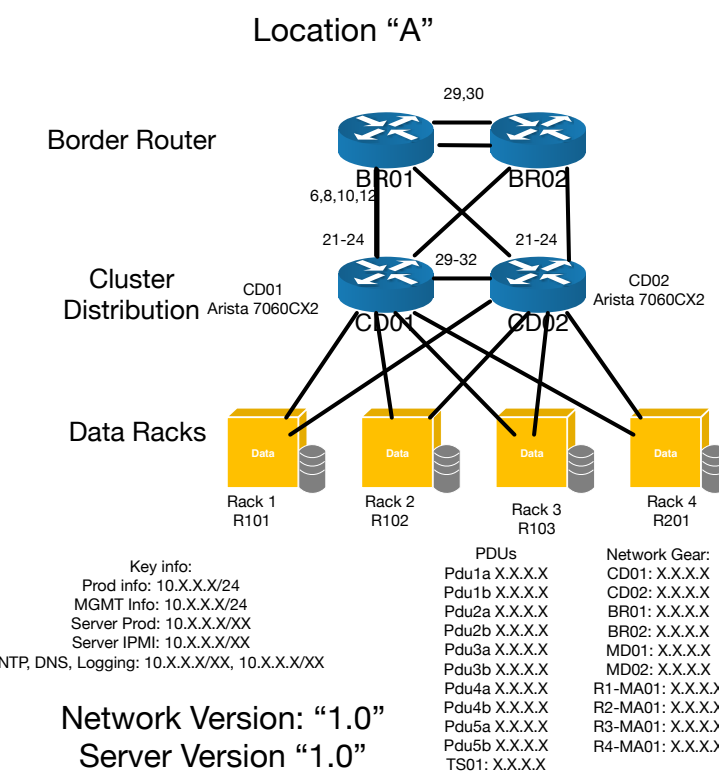 Location “A”
29,30
Border Router
BR01
BR02
6,8,10,12
21-24
21-24
29-32
Cluster
Distribution
CD01
Arista 7060CX2
CD02
Arista 7060CX2
CD01
CD02
Data Racks
Data
Data
Data
Data
Rack 1
R101
Rack 2
R102
Rack 3
R103
Rack 4
R201
Key info:
Prod info: 10.X.X.X/24
MGMT Info: 10.X.X.X/24
Server Prod: 10.X.X.X/XX
Server IPMI: 10.X.X.X/XX
NTP, DNS, Logging: 10.X.X.X/XX, 10.X.X.X/XX
PDUs
Pdu1a X.X.X.X
Pdu1b X.X.X.X
Pdu2a X.X.X.X
Pdu2b X.X.X.X
Pdu3a X.X.X.X
Pdu3b X.X.X.X
Pdu4a X.X.X.X
Pdu4b X.X.X.X
Pdu5a X.X.X.X
Pdu5b X.X.X.X
TS01: X.X.X.X
Network Gear:
CD01: X.X.X.X
CD02: X.X.X.X
BR01: X.X.X.X
BR02: X.X.X.X
MD01: X.X.X.X
MD02: X.X.X.X
R1-MA01: X.X.X.X
R2-MA01: X.X.X.X
R3-MA01: X.X.X.X
R4-MA01: X.X.X.X
Network Version: “1.0”
Server Version “1.0”